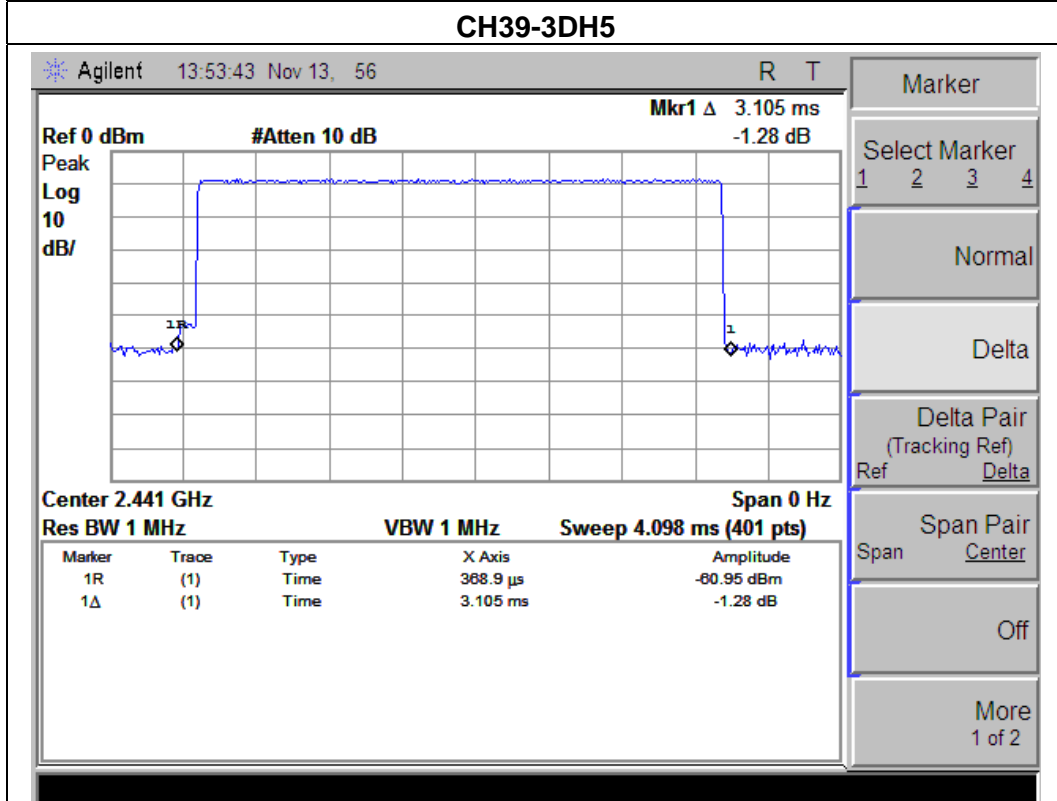 CH39-3DH5
Agilent 13:53:43 Nov 13, 56 R T
Mkr1 Δ 3.105 ms
Ref 0 dBm #Atten 10 dB -1.28 dB
Peak
Log
10
dB/
1R
1
Center 2.441 GHz Span 0 Hz
Res BW 1 MHz VBW 1 MHz Sweep 4.098 ms (401 pts)
Marker Trace Type X Axis Amplitude
1R (1) Time 368.9 µs -60.95 dBm
1Δ (1) Time 3.105 ms -1.28 dB
Marker
Select Marker
1 2 3 4
Normal
Delta
Delta Pair
(Tracking Ref)
Ref Delta
Span Pair
Span Center
Off
More
1 of 2